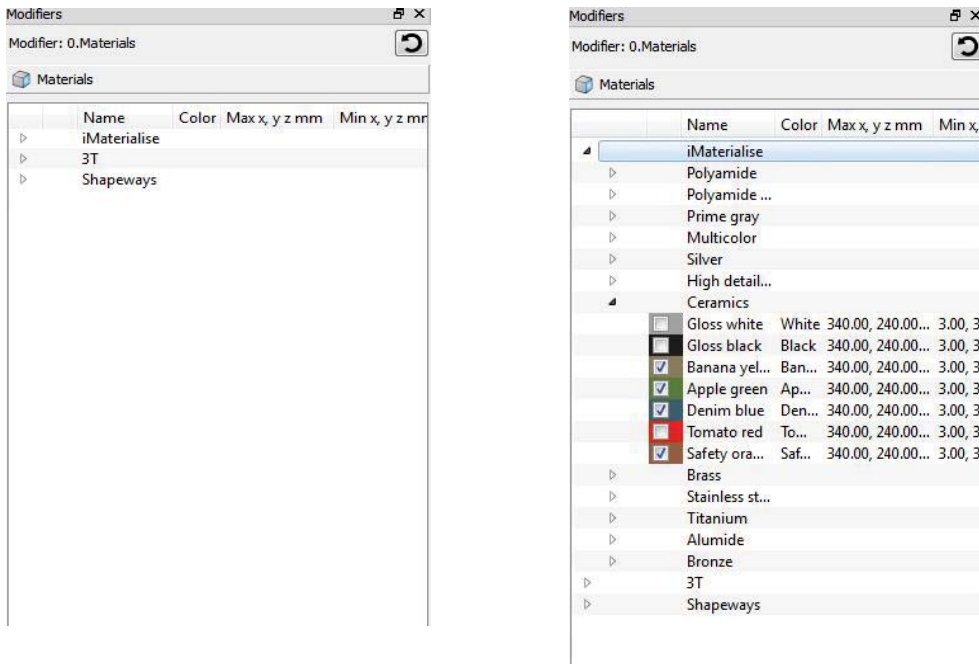 Modifiers
Modifier: 0.Materials
Materials
Name Color Max x, y z mm Min x, y z mm
iMaterialise
3T
Shapeways
Modifiers
Modifier: 0.Materials
Materials
Name Color Max x, y z mm Min x,
iMaterialise
Polyamide
Polyamide ...
Prime gray
Multicolor
Silver
High detail...
Ceramics
Gloss white White 340.00, 240.00... 3.00, 3
Gloss black Black 340.00, 240.00... 3.00, 3
Banana yel... Ban... 340.00, 240.00... 3.00, 3
Apple green Ap... 340.00, 240.00... 3.00, 3
Denim blue Den... 340.00, 240.00... 3.00, 3
Tomato red To... 340.00, 240.00... 3.00, 3
Safety ora... Saf... 340.00, 240.00... 3.00, 3
Brass
Stainless st...
Titanium
Alumide
Bronze
3T
Shapeways